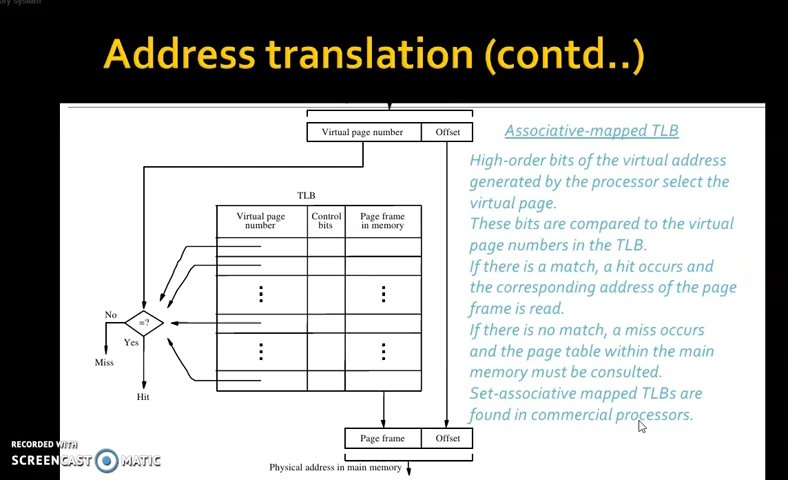 ory system
Address translation (contd..)
Virtual page number Offset
Associative-mapped TLB
High-order bits of the virtual address
generated by the processor select the
virtual page.
These bits are compared to the virtual
page numbers in the TLB.
If there is a match, a hit occurs and
the corresponding address of the page
frame is read.
If there is no match, a miss occurs
and the page table within the main
memory must be consulted.
Set-associative mapped TLBs are
found in commercial processors.
TLB
Virtual page
number
Control
bits
Page frame
in memory
No
=?
Yes
Miss
Hit
Page frame Offset
Physical address in main memory
RECORDED WITH
SCREENCAST MATIC